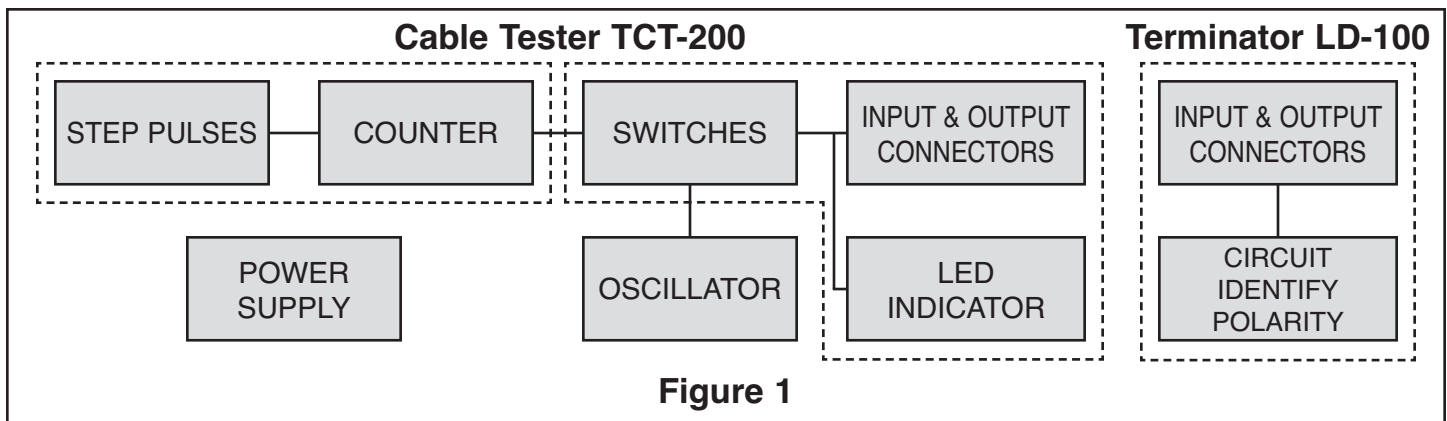 Cable Tester TCT-200
Terminator LD-100
STEP PULSES
COUNTER
SWITCHES
INPUT & OUTPUT
CONNECTORS
INPUT & OUTPUT
CONNECTORS
POWER
SUPPLY
OSCILLATOR
LED
INDICATOR
CIRCUIT
IDENTIFY
POLARITY
Figure 1